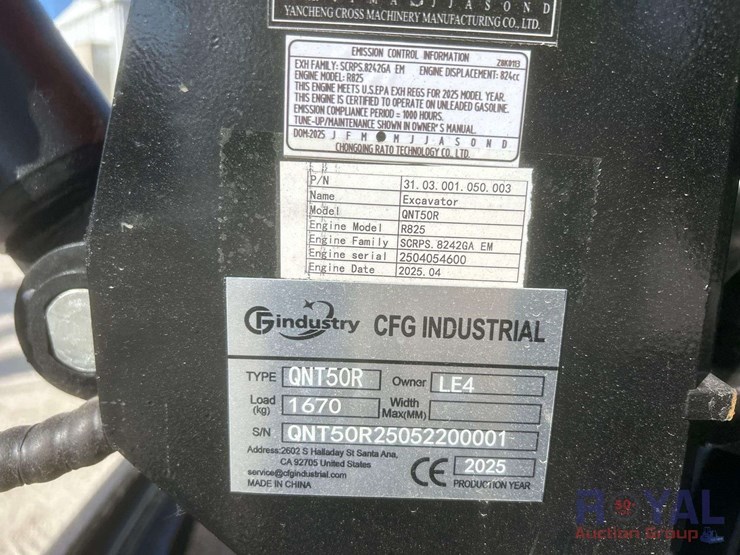 J J A S O N D
YANCHENG CROSS MACHINERY MANUFACTURING CO., LTD.
EMISSION CONTROL INFORMATION
EXH FAMILY: SCRPS.8242GA EM ENGINE DISPLACEMENT: 824cc
ENGINE MODEL: R825
THIS ENGINE MEETS U.S.EPA EXH REGS FOR 2025 MODEL YEAR.
THIS ENGINE IS CERTIFIED TO OPERATE ON UNLEADED GASOLINE.
EMISSION COMPLIANCE PERIOD = 1000 HOURS.
TUNE-UP/MAINTENANCE SHOWN IN OWNER'S MANUAL.
DOM:2025 J F M M J J A S O N D
CHONGQING RATO TECHNOLOGY CO., LTD.
P/N 31.03.001.050.003
Name Excavator
Model QNT50R
Engine Model R825
Engine Family SCRPS.8242GA EM
Engine serial 2504054600
Engine Date 2025.04
CFG industry CFG INDUSTRIAL
TYPE QNT50R Owner LE4
Load (kg) 1670 Width Max(MM)
S/N QNT50R25052200001
Address:2602 S Halladay St Santa Ana,
CA 92705 United States
service@cfgindustrial.com
MADE IN CHINA
CE 2025
PRODUCTION YEAR
ROYAL
Auction Group